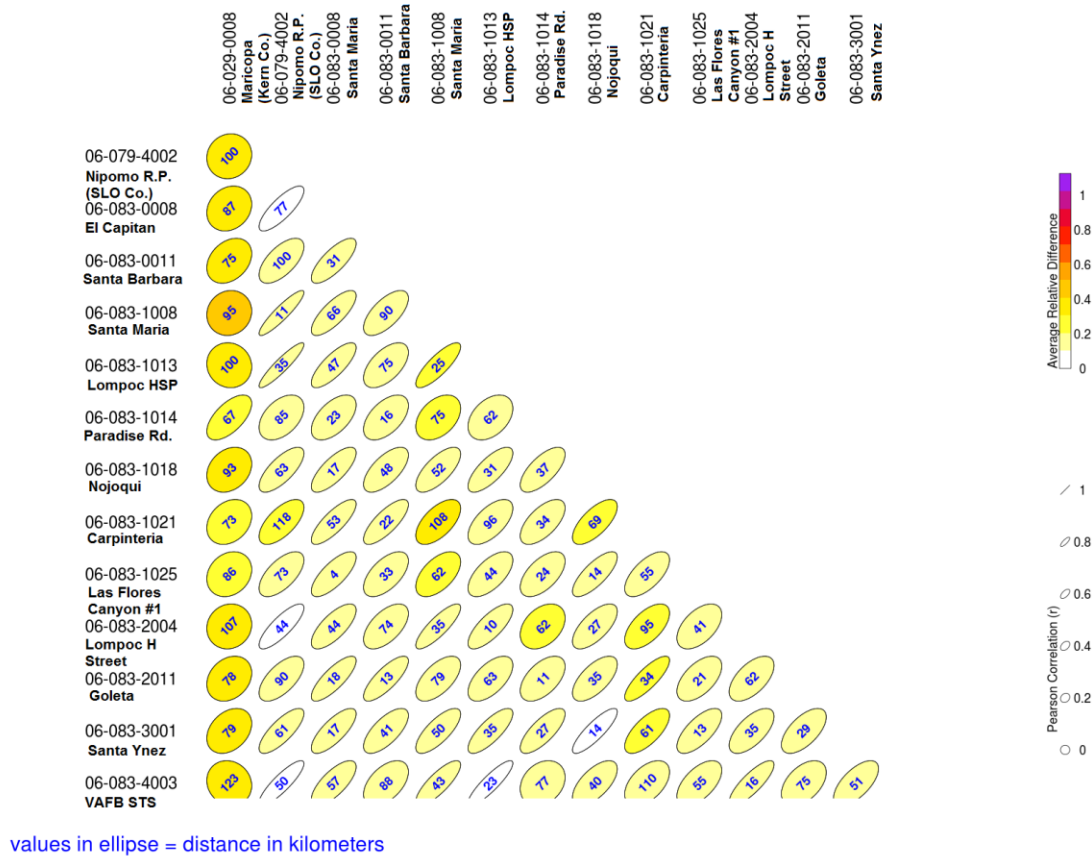 06-029-0008
Maricopa
(Kern Co.)
06-079-4002
Nipomo R.P.
(SLO Co.)
06-083-0008
Santa Maria
06-083-0011
Santa Barbara
06-083-1008
Santa Maria
06-083-1013
Lompoc HSP
06-083-1014
Paradise Rd.
06-083-1018
Nojoqui
06-083-1021
Carpinteria
06-083-1025
Las Flores
Canyon #1
06-083-2004
Lompoc H
Street
06-083-2011
Goleta
06-083-3001
Santa Ynez
06-079-4002
Nipomo R.P.
(SLO Co.)
100
06-083-0008
El Capitan
87 77
06-083-0011
Santa Barbara
75 100 31
06-083-1008
Santa Maria
95 11 66 90
06-083-1013
Lompoc HSP
100 35 47 75 25
06-083-1014
Paradise Rd.
67 85 23 16 75 62
06-083-1018
Nojoqui
93 63 17 48 52 31 37
06-083-1021
Carpinteria
73 118 53 22 108 96 34 69
06-083-1025
Las Flores
Canyon #1
86 73 4 33 62 44 24 14 55
06-083-2004
Lompoc H
Street
107 44 44 74 35 10 62 27 95 41
06-083-2011
Goleta
78 90 18 13 79 63 11 35 34 21 62
06-083-3001
Santa Ynez
79 61 17 41 50 35 27 14 61 13 35 29
06-083-4003
VAFB STS
123 50 57 88 43 23 77 40 110 55 16 75 51
Average Relative Difference
1
0.8
0.6
0.4
0.2
0
Pearson Correlation (r)
1
0.8
0.6
0.4
0.2
0
values in ellipse = distance in kilometers